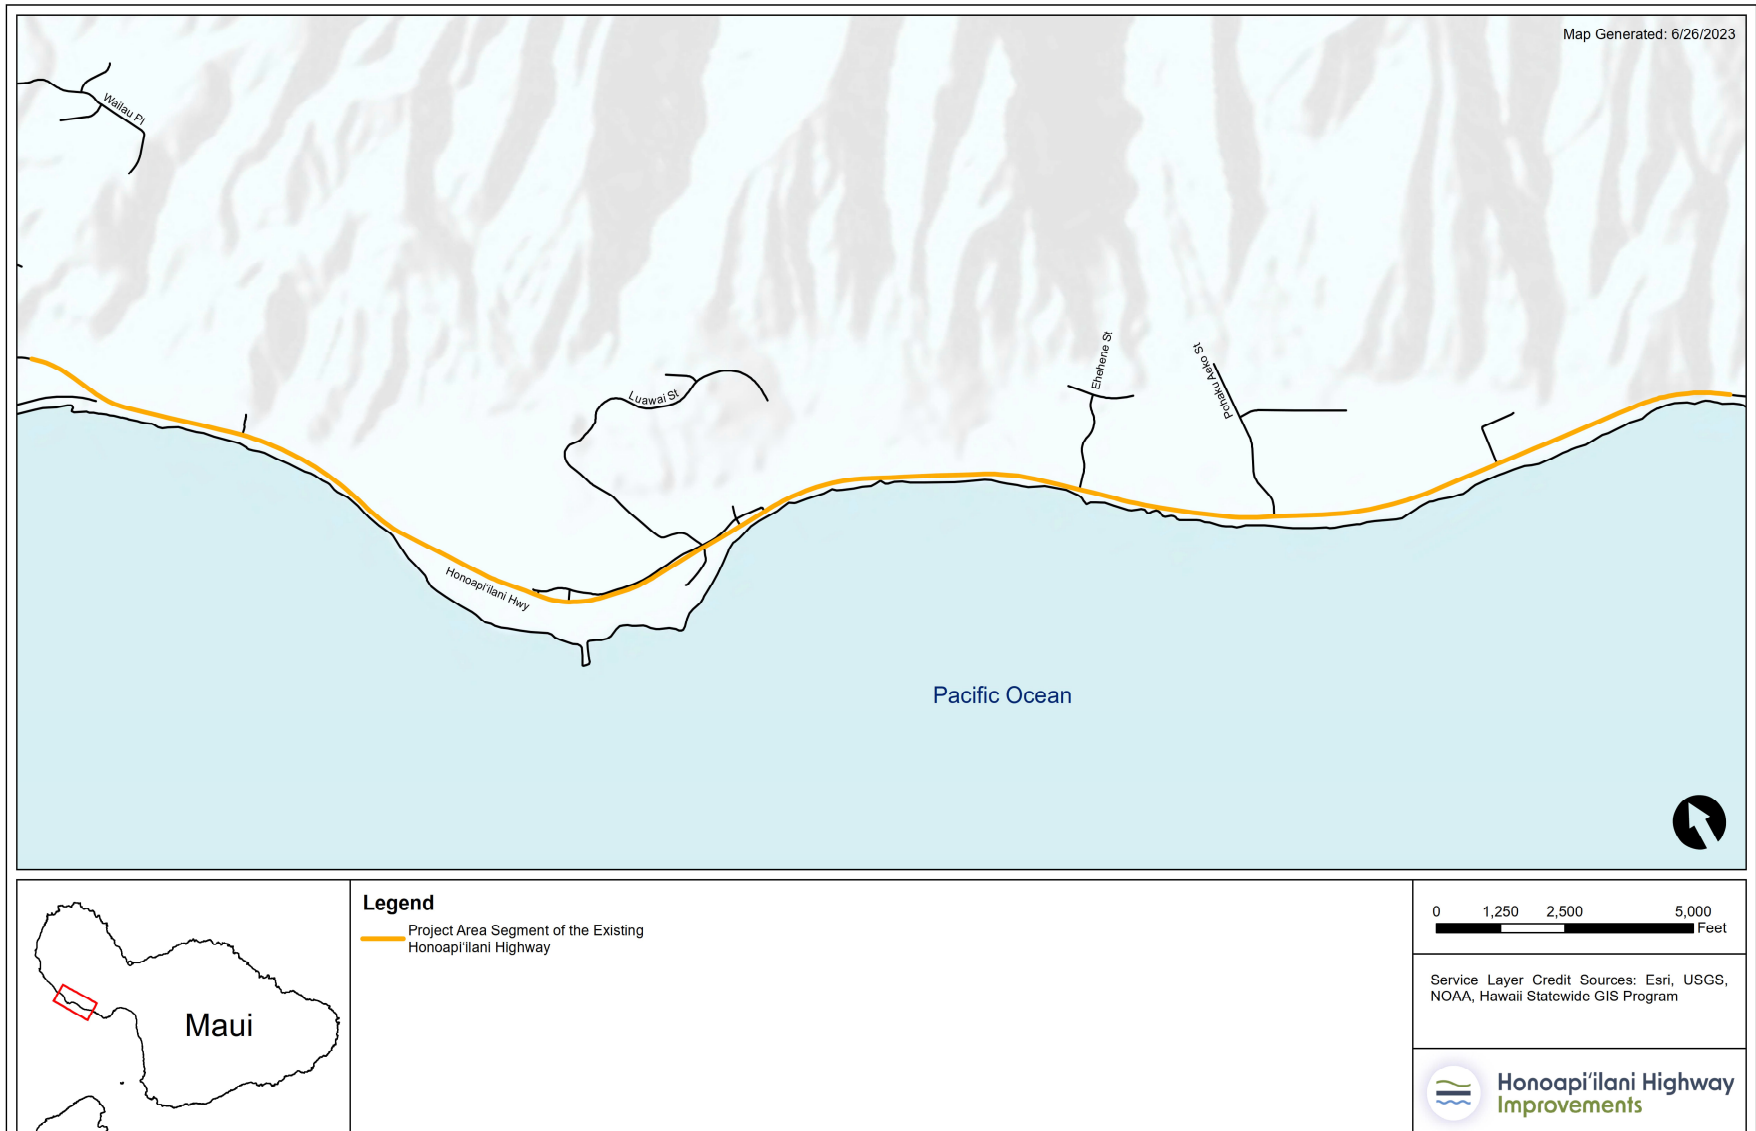 Map Generated: 6/26/2023
Wailau Pl
Ehehene St
Pohaku Aeko St
Luawai St
Honoapi‘ilani Hwy
Pacific Ocean
Maui
Legend
Project Area Segment of the Existing
Honoapi‘ilani Highway
0 1,250 2,500 5,000
Feet
Service Layer Credit Sources: Esri, USGS,
NOAA, Hawaii Statewide GIS Program
Honoapi‘ilani Highway
Improvements